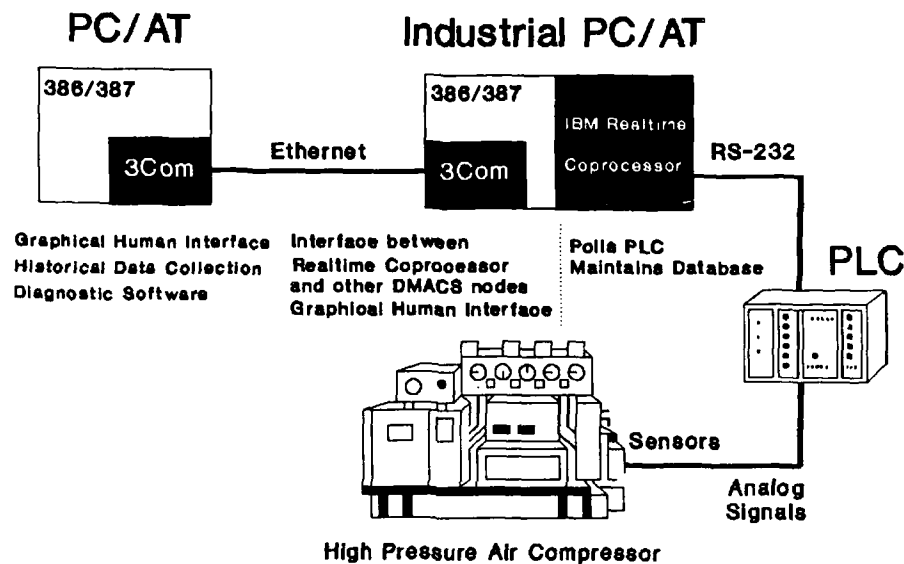 PC/AT
Industrial PC/AT
386/387
3Com
Ethernet
386/387
3Com
IBM Realtime
Coprocessor
RS-232
Graphical Human Interface
Historical Data Collection
Diagnostic Software
Interface between
Realtime Coprocessor
and other DMACS nodes
Graphical Human Interface
Polls PLC
Maintains Database
PLC
Sensors
Analog
Signals
High Pressure Air Compressor